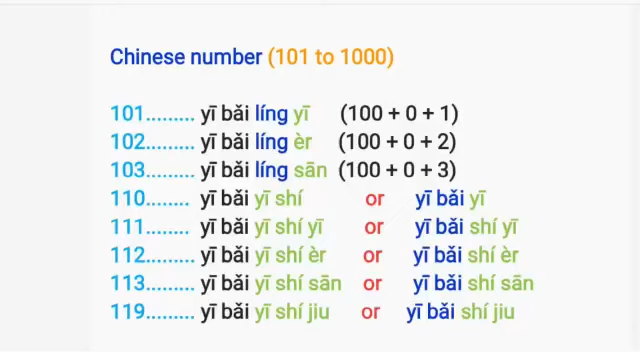 Chinese number (101 to 1000)
101......... yī bǎi líng yī (100 + 0 + 1)
102......... yī bǎi líng èr (100 + 0 + 2)
103......... yī bǎi líng sān (100 + 0 + 3)
110........ yī bǎi yī shí or yī bǎi yī
111........ yī bǎi yī shí yī or yī bǎi shí yī
112......... yī bǎi yī shí èr or yī bǎi shí èr
113......... yī bǎi yī shí sān or yī bǎi shí sān
119......... yī bǎi yī shí jiu or yī bǎi shí jiu